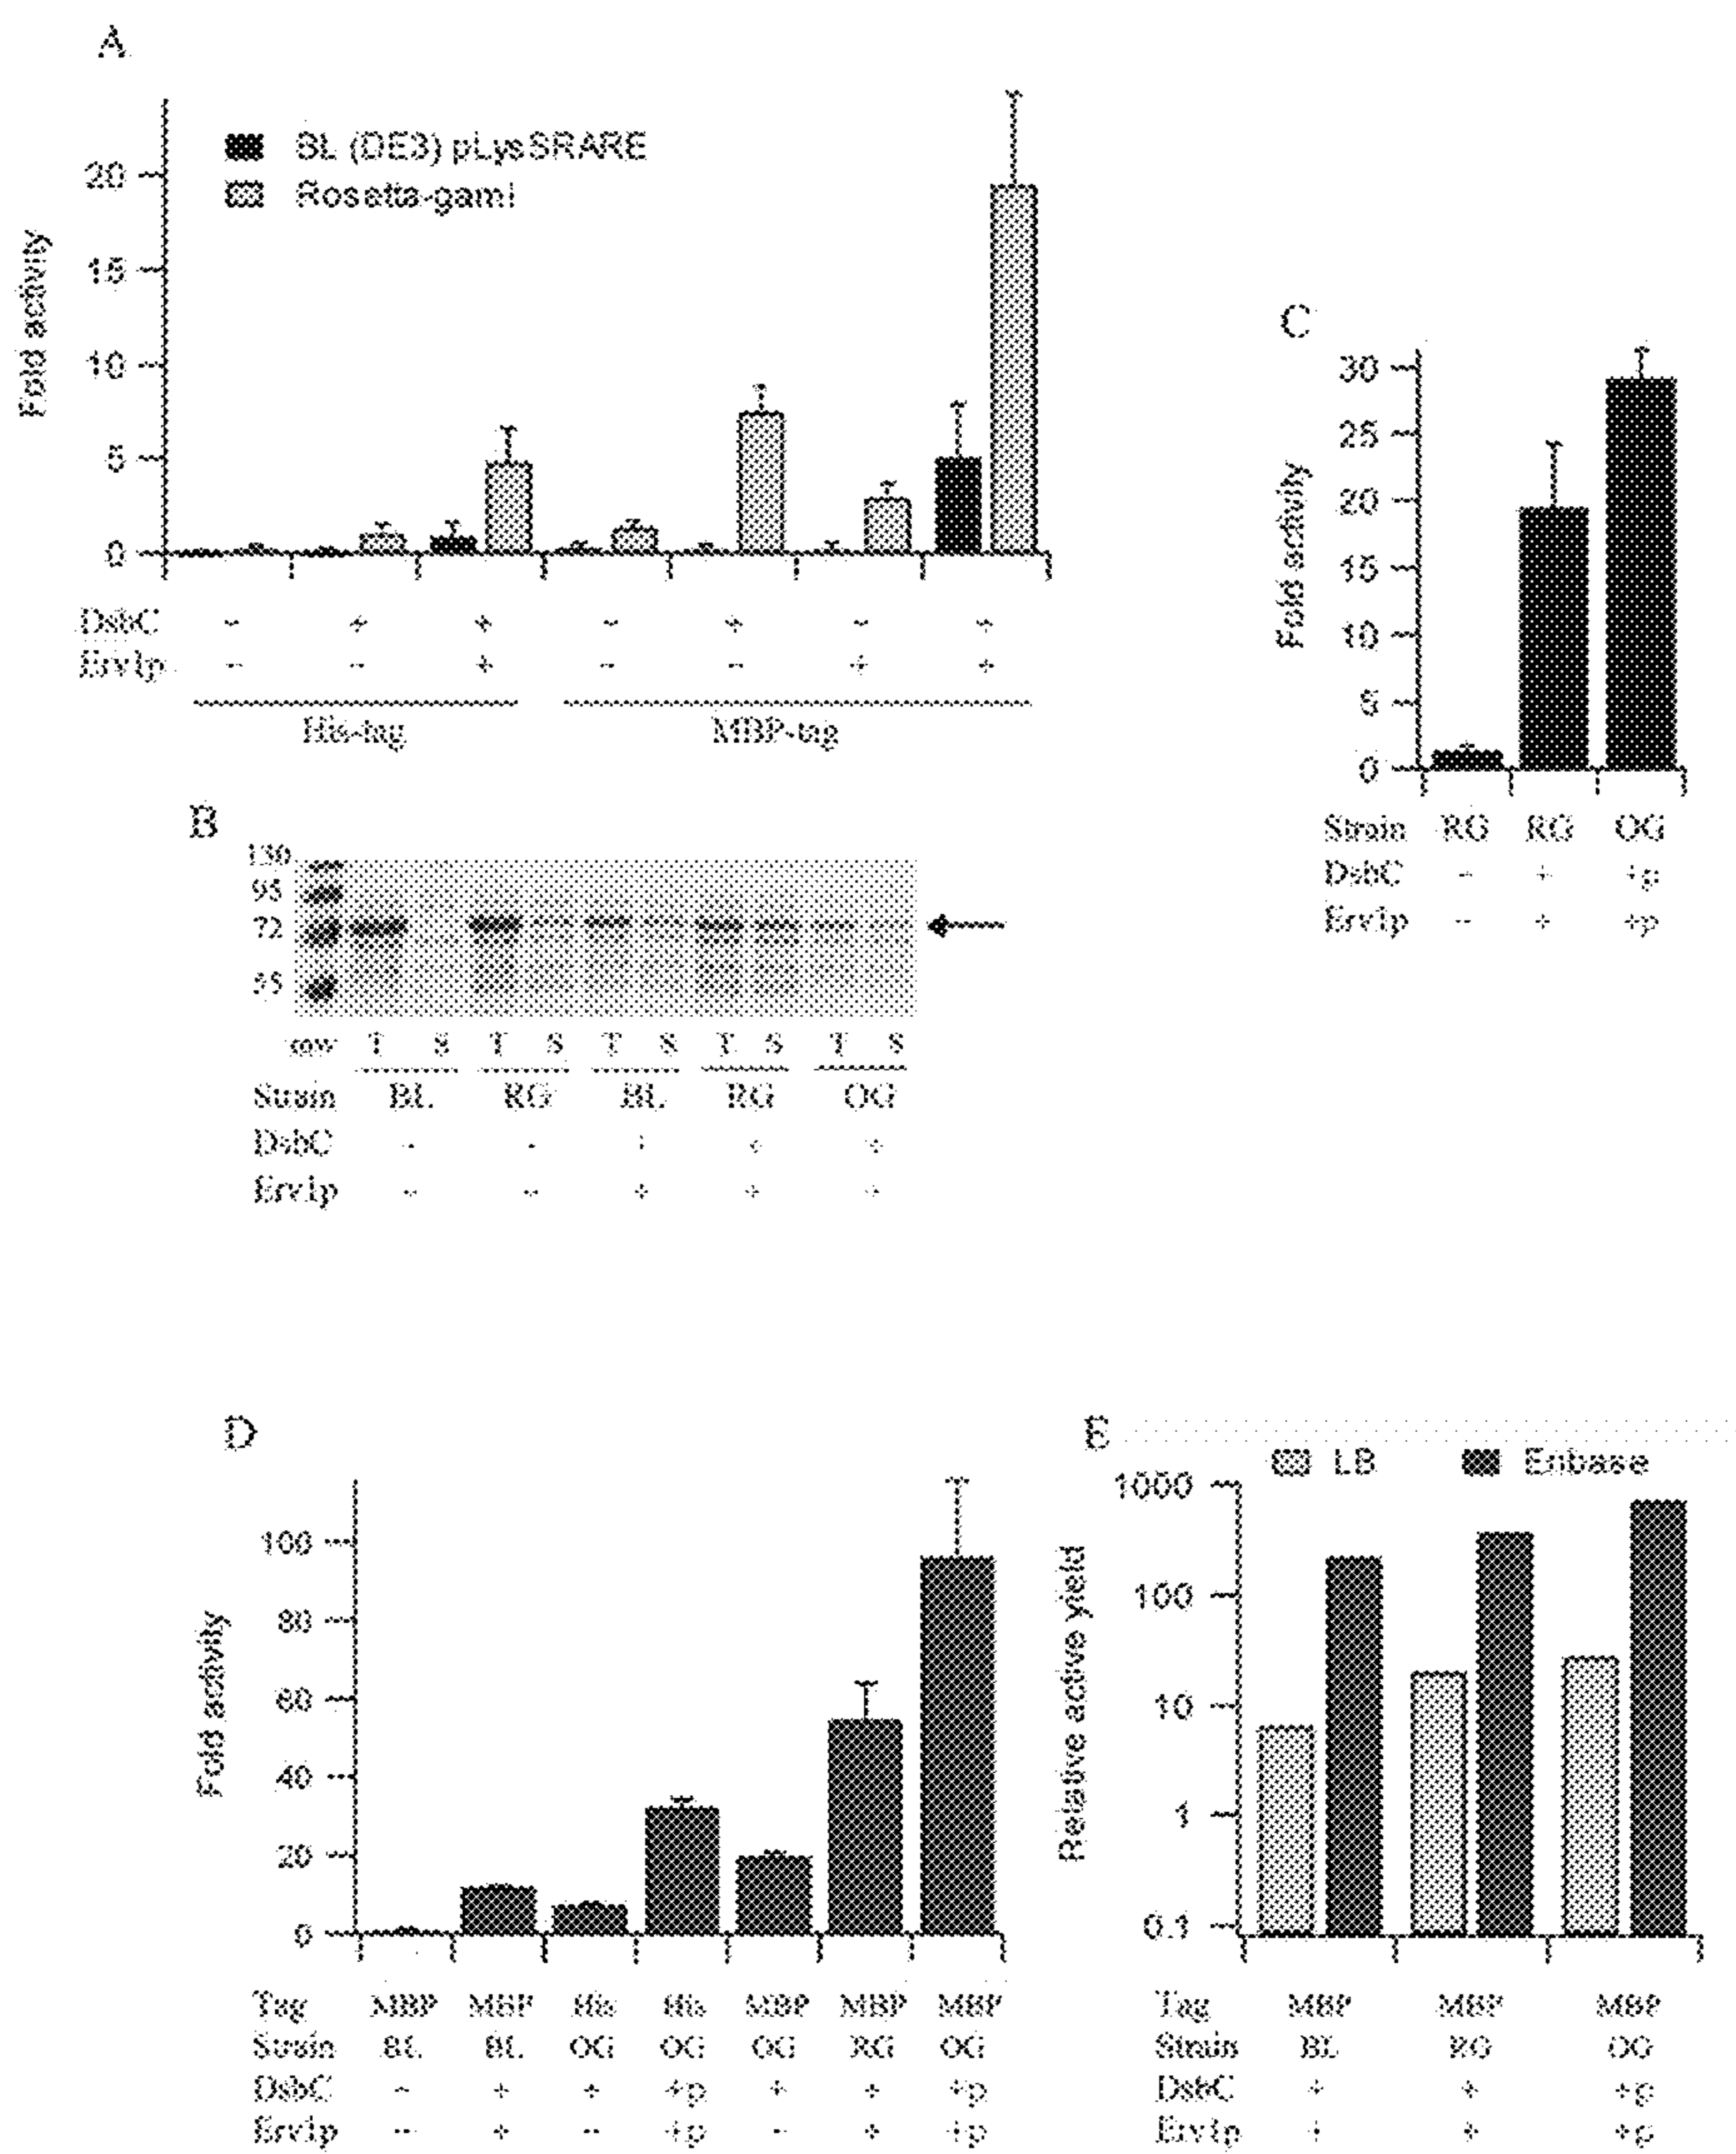 A
BL (DE3) pLysSRARE
Rosetta-gami
20
15
10
5
0
Fold activity
DsbC - + + - + - +
Erv1p - - + - - + +
His-tag MBP-tag
B
130
95
72
55
mw T S T S T S T S T S
Strain BL RG BL RG OG
DsbC - - + + +
Erv1p - - + + +
C
30
25
20
15
10
5
0
Fold activity
Strain RG RG OG
DsbC - + +p
Erv1p - + +p
D
100
80
60
40
20
0
Fold activity
Tag MBP MBP His His MBP MBP MBP
Strain BL BL OG OG OG RG OG
DsbC - + + +p + + +p
Erv1p - + - +p - + +p
E
LB Enbase
1000
100
10
1
0.1
Relative active yield
Tag MBP MBP MBP
Strain BL RG OG
DsbC + + +p
Erv1p + + +p